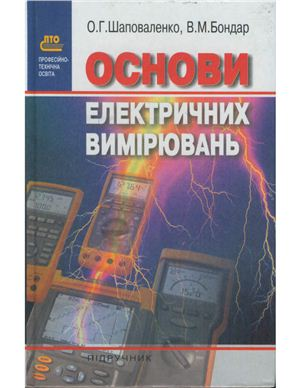 О.Г.Шаповаленко, В.М.Бондар
ПТО
ПРОФЕСІЙНО-
ТЕХНІЧНА
ОСВІТА
ОСНОВИ
ЕЛЕКТРИЧНИХ
ВИМІРЮВАНЬ
ПІДРУЧНИК